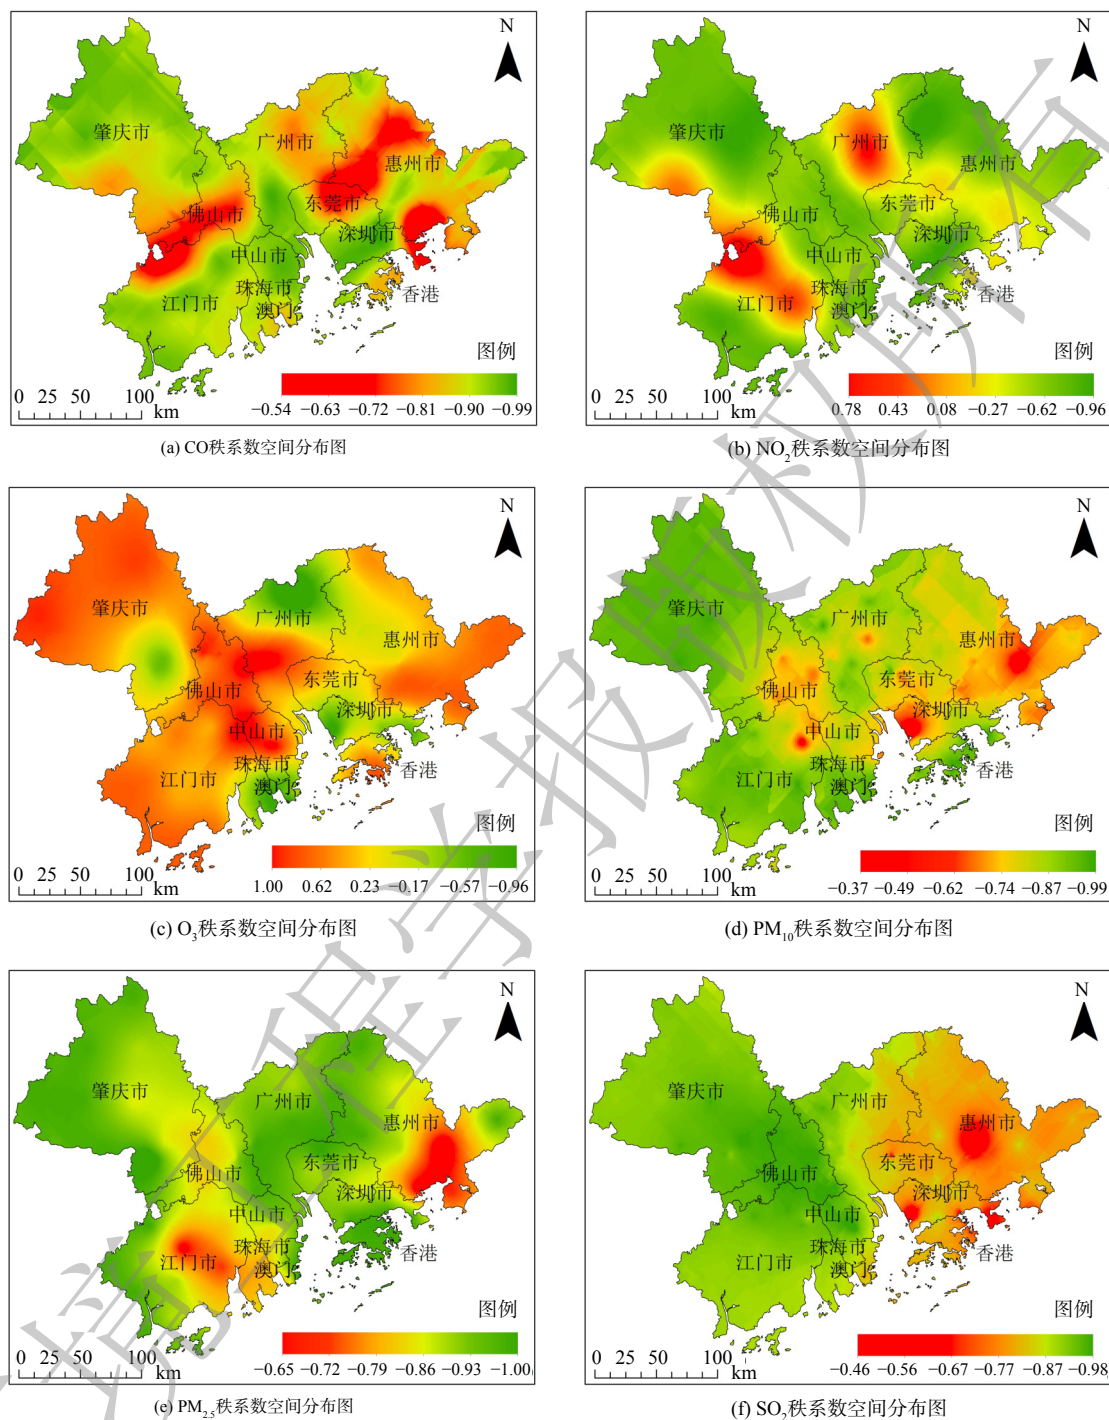 N
肇庆市
广州市
惠州市
佛山市
东莞市
深圳市
中山市
江门市
珠海市
澳门
香港
图例
0 25 50 100
km
−0.54 −0.63 −0.72 −0.81 −0.90 −0.99
(a) CO秩系数空间分布图
N
肇庆市
广州市
惠州市
佛山市
东莞市
深圳市
中山市
江门市
珠海市
澳门
香港
图例
0 25 50 100
km
0.78 0.43 0.08 −0.27 −0.62 −0.96
(b) NO₂秩系数空间分布图
N
肇庆市
广州市
惠州市
佛山市
东莞市
深圳市
中山市
江门市
珠海市
澳门
香港
图例
0 25 50 100
km
1.00 0.62 0.23 −0.17 −0.57 −0.96
(c) O₃秩系数空间分布图
N
肇庆市
广州市
惠州市
佛山市
东莞市
深圳市
中山市
江门市
珠海市
澳门
香港
图例
0 25 50 100
km
−0.37 −0.49 −0.62 −0.74 −0.87 −0.99
(d) PM₁₀秩系数空间分布图
N
肇庆市
广州市
惠州市
佛山市
东莞市
深圳市
中山市
江门市
珠海市
澳门
香港
图例
0 25 50 100
km
−0.65 −0.72 −0.79 −0.86 −0.93 −1.00
(e) PM₂.₅秩系数空间分布图
N
肇庆市
广州市
惠州市
佛山市
东莞市
深圳市
中山市
江门市
珠海市
澳门
香港
图例
0 25 50 100
km
−0.46 −0.56 −0.67 −0.77 −0.87 −0.98
(f) SO₂秩系数空间分布图
境工程学报版权所有